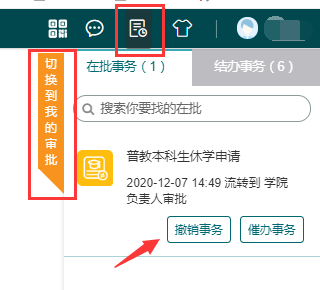 切换到我的审批
在批事务（1）
结办事务（6）
搜索你要找的在批
普教本科生休学申请
2020-12-07 14:49 流转到 学院
负责人审批
撤销事务
催办事务